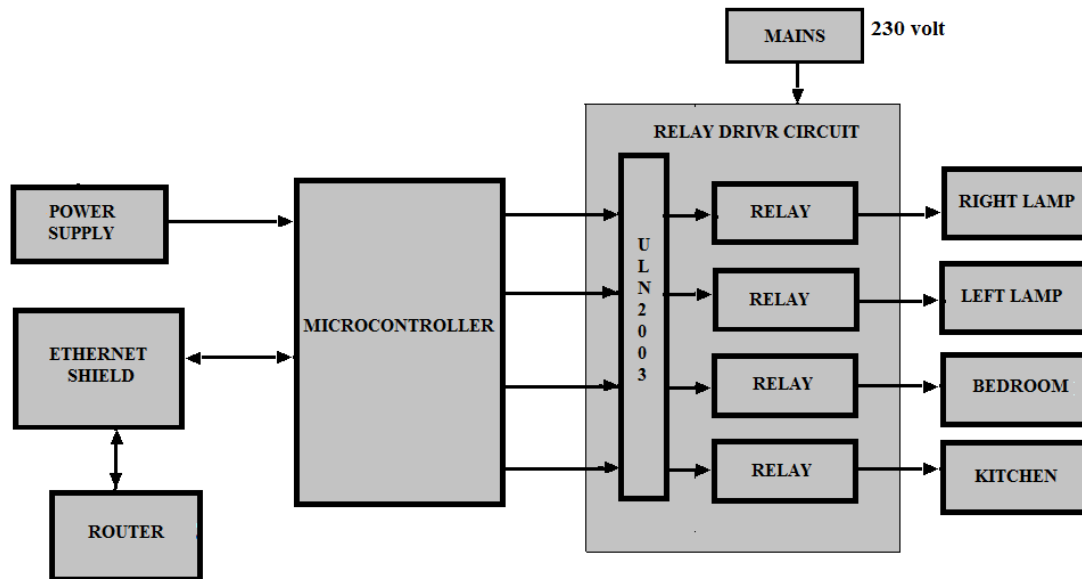 MAINS
230 volt
RELAY DRIVR CIRCUIT
POWER
SUPPLY
ETHERNET
SHIELD
ROUTER
MICROCONTROLLER
U
L
N
2
0
0
3
RELAY
RELAY
RELAY
RELAY
RIGHT LAMP
LEFT LAMP
BEDROOM
KITCHEN